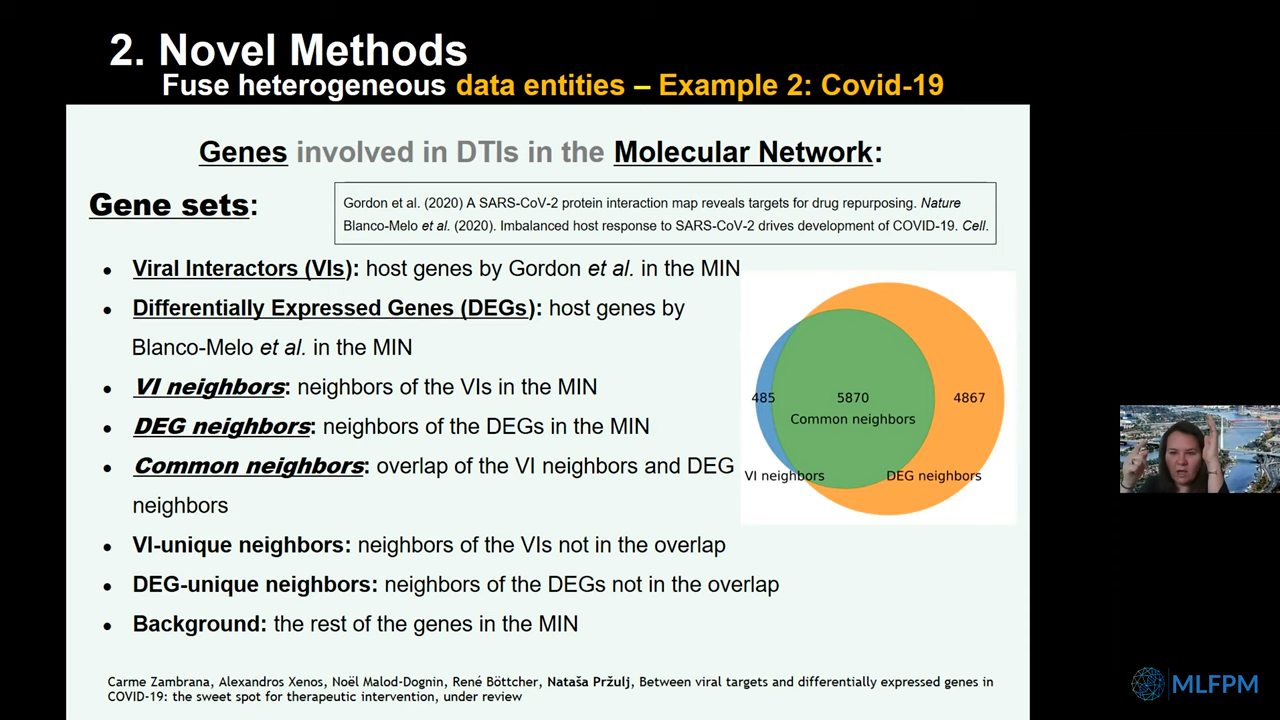 2. Novel Methods
Fuse heterogeneous data entities – Example 2: Covid-19
Genes involved in DTIs in the Molecular Network:
Gene sets:
Gordon et al. (2020) A SARS-CoV-2 protein interaction map reveals targets for drug repurposing. Nature
Blanco-Melo et al. (2020). Imbalanced host response to SARS-CoV-2 drives development of COVID-19. Cell.
• Viral Interactors (VIs): host genes by Gordon et al. in the MIN
• Differentially Expressed Genes (DEGs): host genes by
Blanco-Melo et al. in the MIN
• VI neighbors: neighbors of the VIs in the MIN
• DEG neighbors: neighbors of the DEGs in the MIN
• Common neighbors: overlap of the VI neighbors and DEG
neighbors
• VI-unique neighbors: neighbors of the VIs not in the overlap
• DEG-unique neighbors: neighbors of the DEGs not in the overlap
• Background: the rest of the genes in the MIN
485
5870
4867
Common neighbors
VI neighbors
DEG neighbors
Carme Zambrana, Alexandros Xenos, Noël Malod-Dognin, René Böttcher, Nataša Pržulj, Between viral targets and differentially expressed genes in
COVID-19: the sweet spot for therapeutic intervention, under review
MLFPM